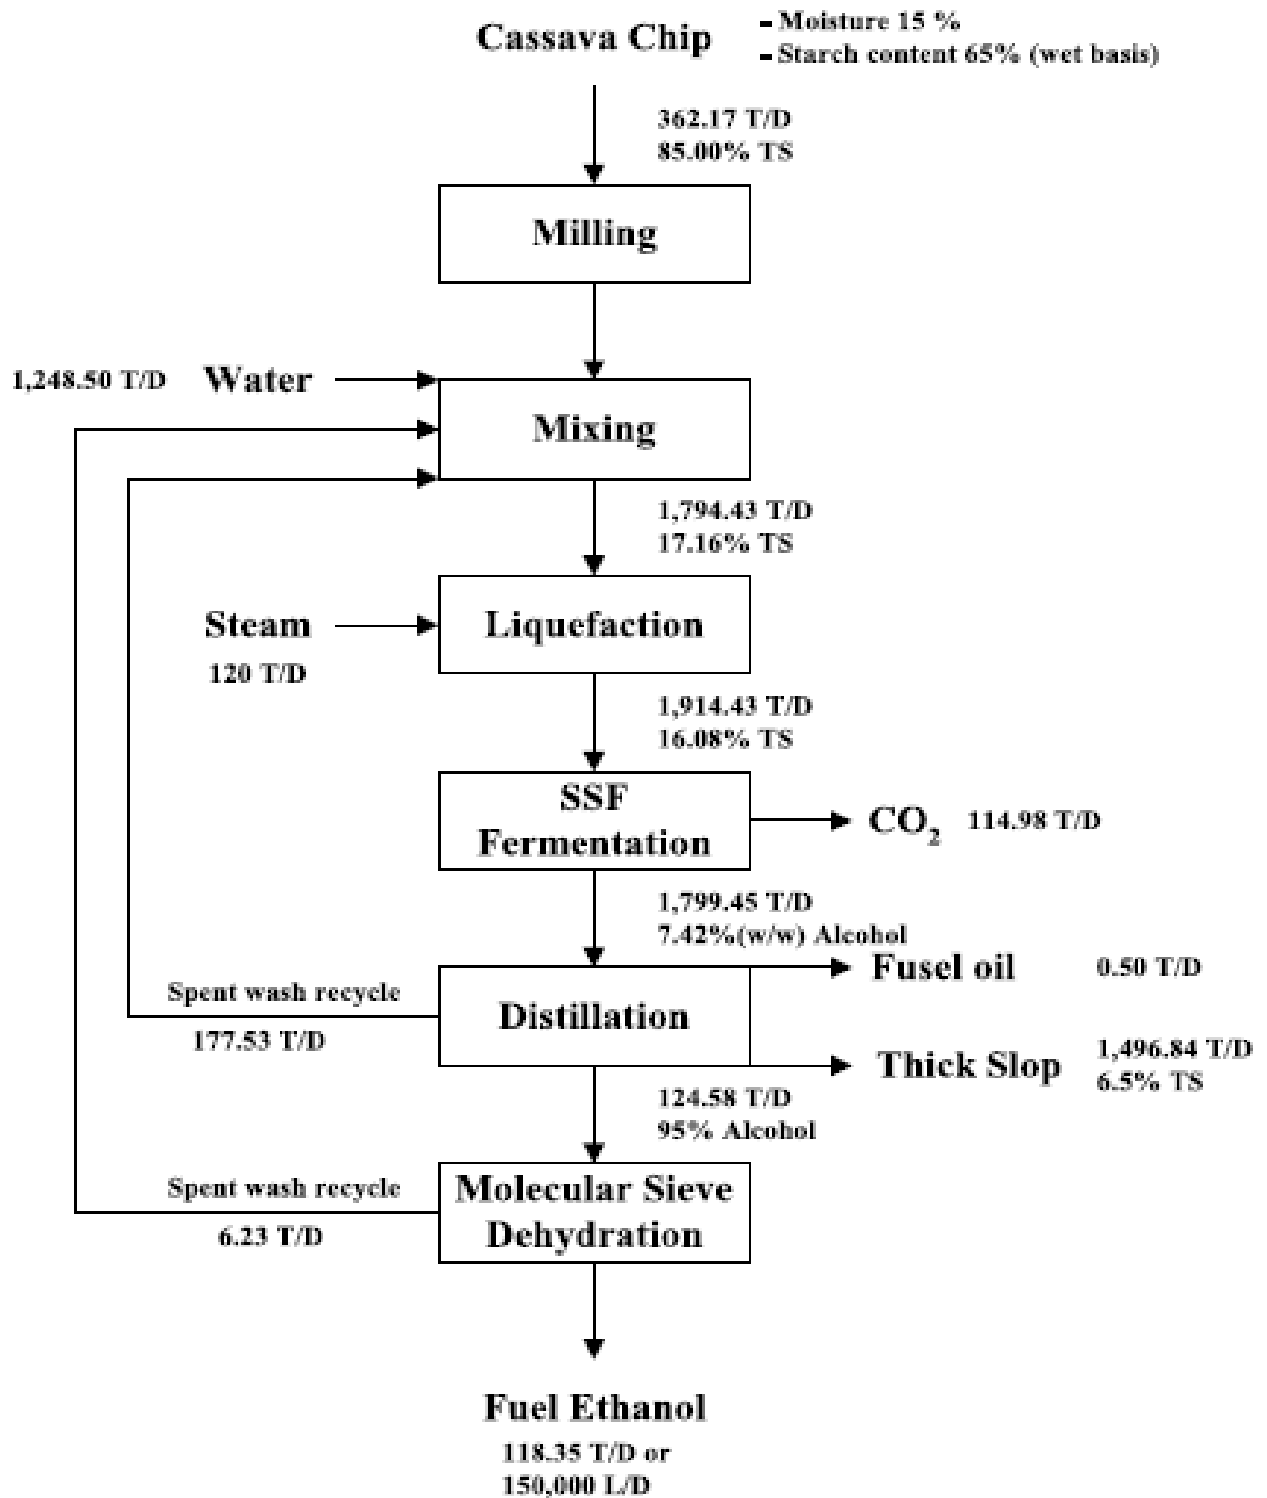 Cassava Chip
- Moisture 15 %
- Starch content 65% (wet basis)
362.17 T/D
85.00% TS
Milling
1,248.50 T/D Water
Mixing
1,794.43 T/D
17.16% TS
Steam
120 T/D
Liquefaction
1,914.43 T/D
16.08% TS
SSF
Fermentation
CO2 114.98 T/D
1,799.45 T/D
7.42%(w/w) Alcohol
Fusel oil 0.50 T/D
Spent wash recycle
177.53 T/D
Distillation
Thick Slop 1,496.84 T/D
6.5% TS
124.58 T/D
95% Alcohol
Spent wash recycle
6.23 T/D
Molecular Sieve
Dehydration
Fuel Ethanol
118.35 T/D or
150,000 L/D